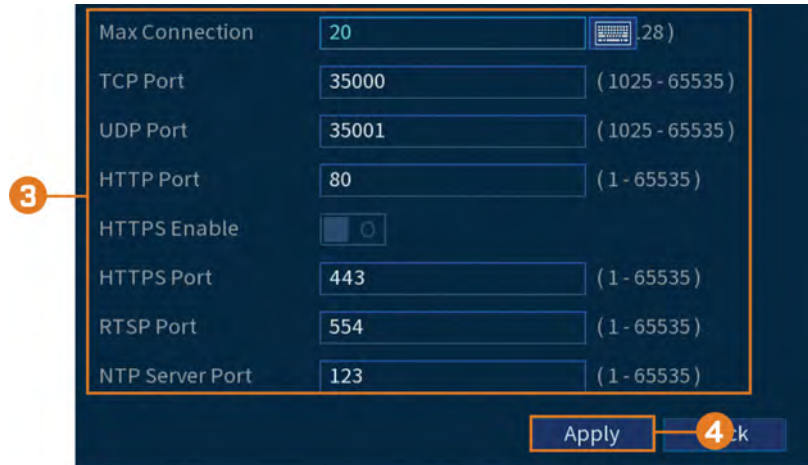 Max Connection 20 .28)
TCP Port 35000 (1025-65535)
UDP Port 35001 (1025-65535)
HTTP Port 80 (1-65535)
3
HTTPS Enable
HTTPS Port 443 (1-65535)
RTSP Port 554 (1-65535)
NTP Server Port 123 (1-65535)
Apply 4 k